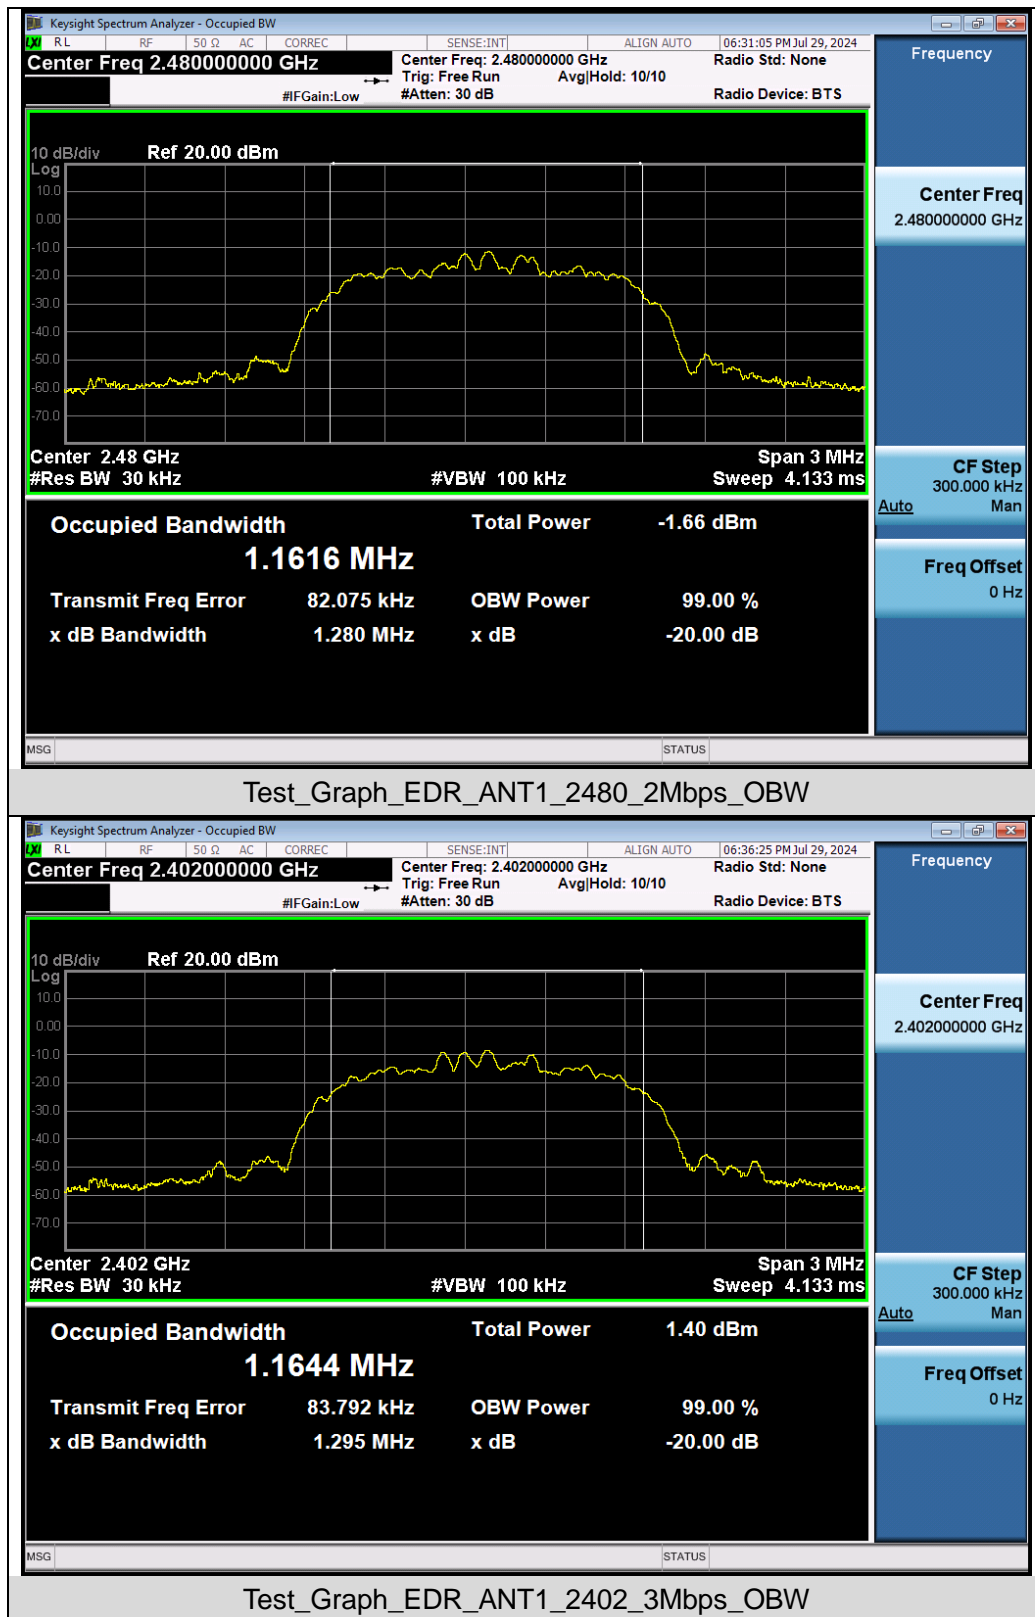 Keysight Spectrum Analyzer - Occupied BW
LXI RL RF 50 Ω AC CORREC SENSE:INT ALIGN AUTO 06:31:05 PM Jul 29, 2024
Center Freq 2.480000000 GHz
Center Freq: 2.480000000 GHz
Radio Std: None
Trig: Free Run Avg|Hold: 10/10
#IFGain:Low
#Atten: 30 dB
Radio Device: BTS
Frequency
10 dB/div Ref 20.00 dBm
Log
10.0
0.00
-10.0
-20.0
-30.0
-40.0
-50.0
-60.0
-70.0
Center Freq
2.480000000 GHz
Center 2.48 GHz Span 3 MHz
#Res BW 30 kHz #VBW 100 kHz Sweep 4.133 ms
CF Step
300.000 kHz
Auto Man
Freq Offset
0 Hz
Occupied Bandwidth Total Power -1.66 dBm
1.1616 MHz
Transmit Freq Error 82.075 kHz OBW Power 99.00 %
x dB Bandwidth 1.280 MHz x dB -20.00 dB
MSG STATUS
Test_Graph_EDR_ANT1_2480_2Mbps_OBW
Keysight Spectrum Analyzer - Occupied BW
LXI RL RF 50 Ω AC CORREC SENSE:INT ALIGN AUTO 06:36:25 PM Jul 29, 2024
Center Freq 2.402000000 GHz
Center Freq: 2.402000000 GHz
Radio Std: None
Trig: Free Run Avg|Hold: 10/10
#IFGain:Low
#Atten: 30 dB
Radio Device: BTS
Frequency
10 dB/div Ref 20.00 dBm
Log
10.0
0.00
-10.0
-20.0
-30.0
-40.0
-50.0
-60.0
-70.0
Center Freq
2.402000000 GHz
Center 2.402 GHz Span 3 MHz
#Res BW 30 kHz #VBW 100 kHz Sweep 4.133 ms
CF Step
300.000 kHz
Auto Man
Freq Offset
0 Hz
Occupied Bandwidth Total Power 1.40 dBm
1.1644 MHz
Transmit Freq Error 83.792 kHz OBW Power 99.00 %
x dB Bandwidth 1.295 MHz x dB -20.00 dB
MSG STATUS
Test_Graph_EDR_ANT1_2402_3Mbps_OBW